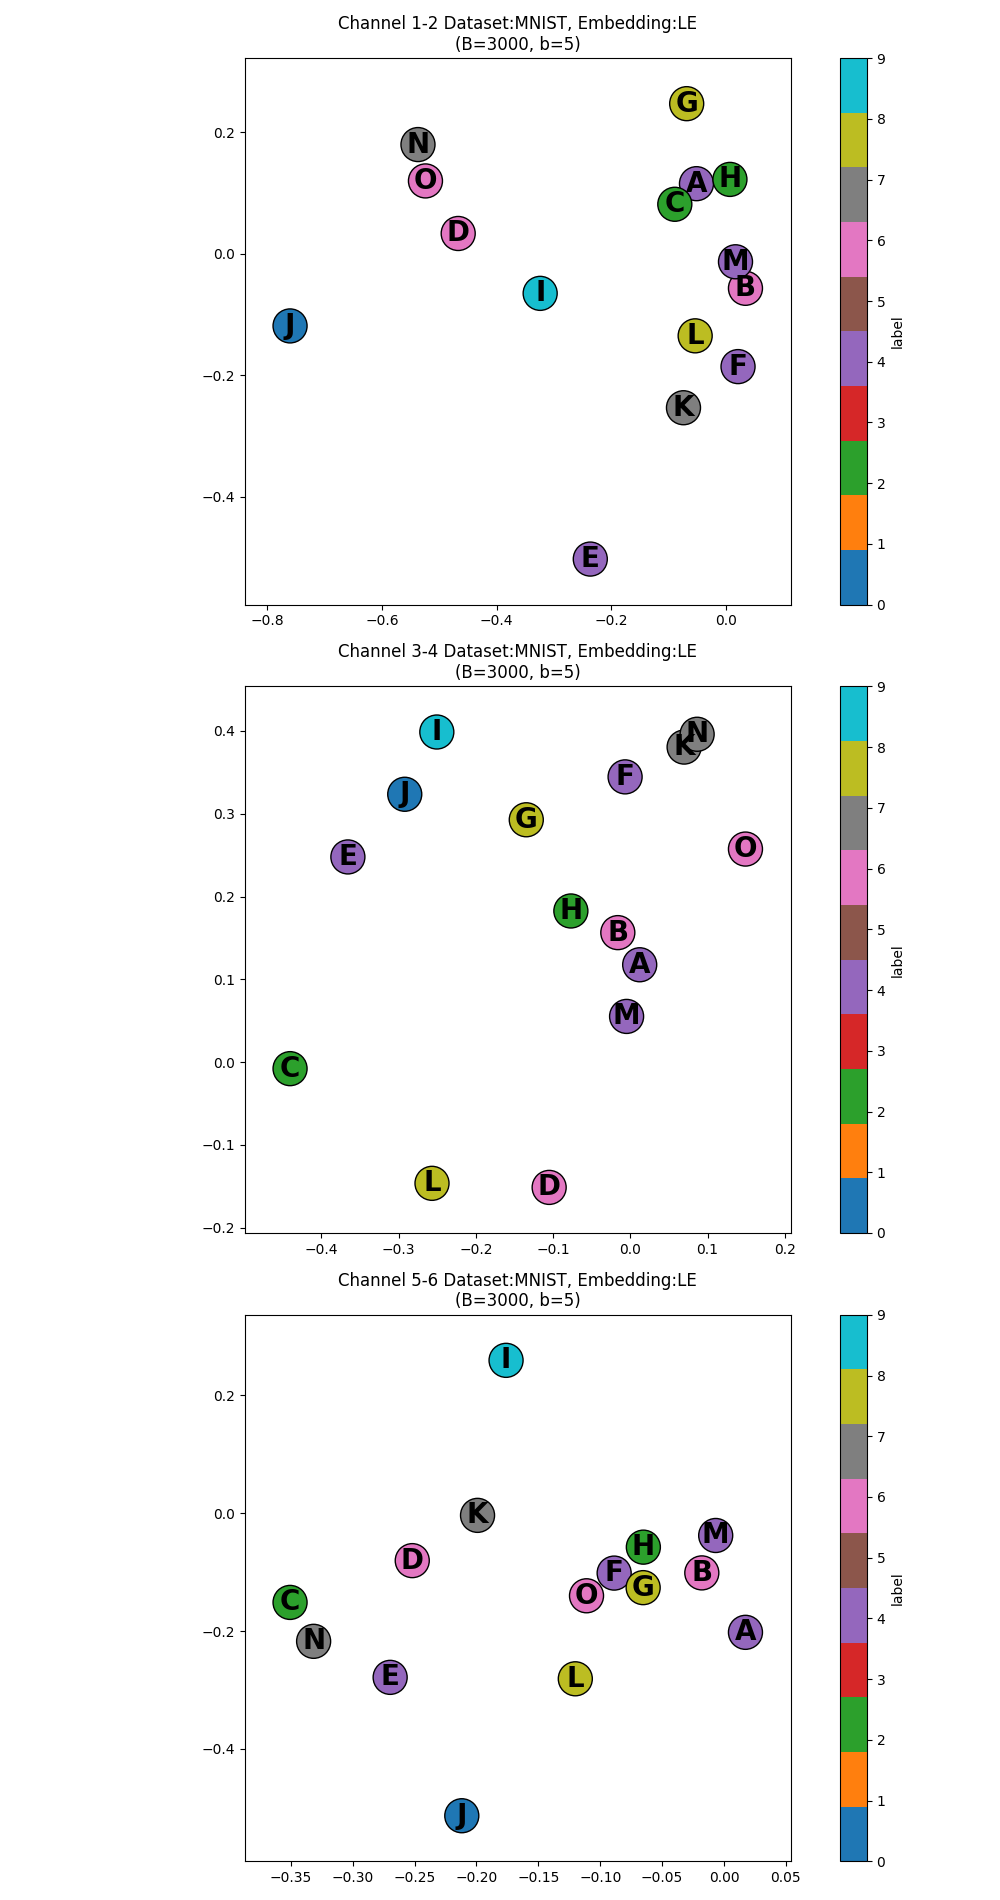 Channel 1-2 Dataset:MNIST, Embedding:LE
(B=3000, b=5)
G
N
O
A
H
C
D
M
B
I
J
L
F
K
E
0.2
0.0
−0.2
−0.4
−0.8
−0.6
−0.4
−0.2
0.0
9
8
7
6
5
4
3
2
1
0
label
Channel 3-4 Dataset:MNIST, Embedding:LE
(B=3000, b=5)
I
N
K
F
J
G
O
E
H
B
A
M
C
L
D
0.4
0.3
0.2
0.1
0.0
−0.1
−0.2
−0.4
−0.3
−0.2
−0.1
0.0
0.1
0.2
9
8
7
6
5
4
3
2
1
0
label
Channel 5-6 Dataset:MNIST, Embedding:LE
(B=3000, b=5)
I
K
M
H
D
F
B
G
O
C
A
N
E
L
J
0.2
0.0
−0.2
−0.4
−0.35
−0.30
−0.25
−0.20
−0.15
−0.10
−0.05
0.00
0.05
9
8
7
6
5
4
3
2
1
0
label